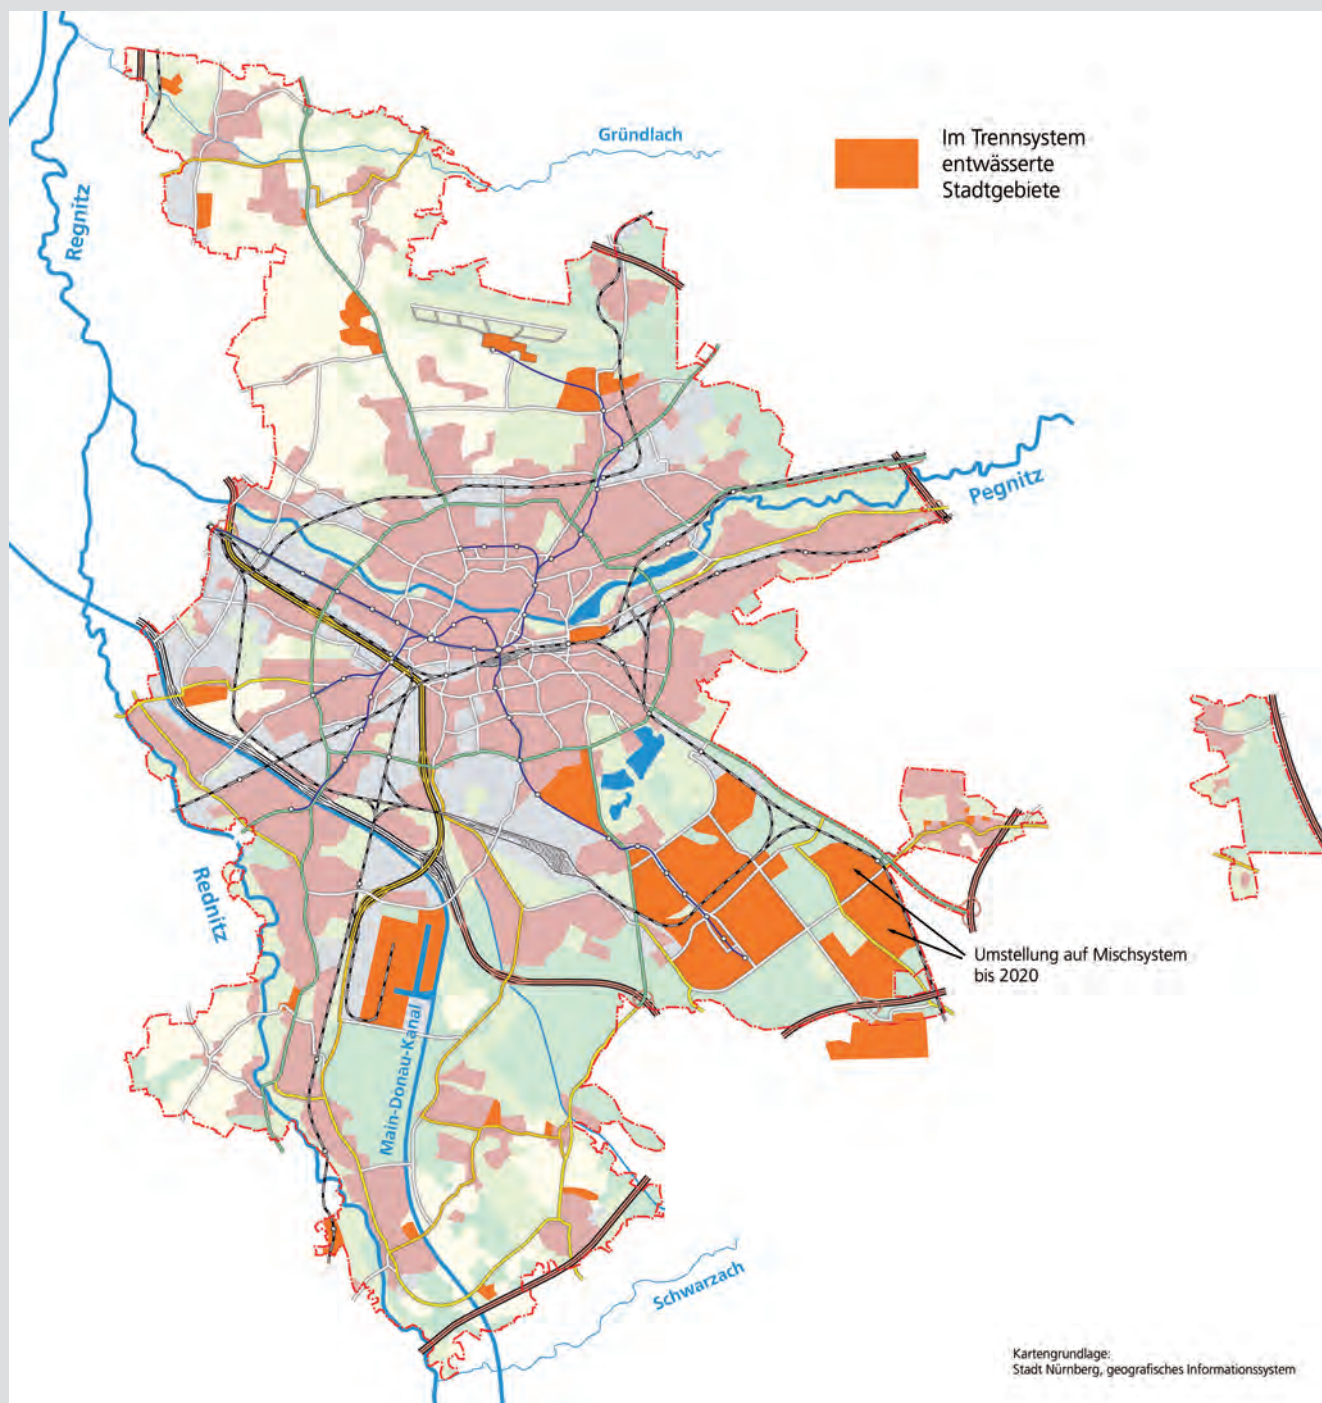 Gründlach
Im Trennsystem
entwässerte
Stadtgebiete
Regnitz
Pegnitz
Rednitz
Umstellung auf Mischsystem
bis 2020
Main-Donau-Kanal
Schwarzach
Kartengrundlage:
Stadt Nürnberg, geografisches Informationssystem